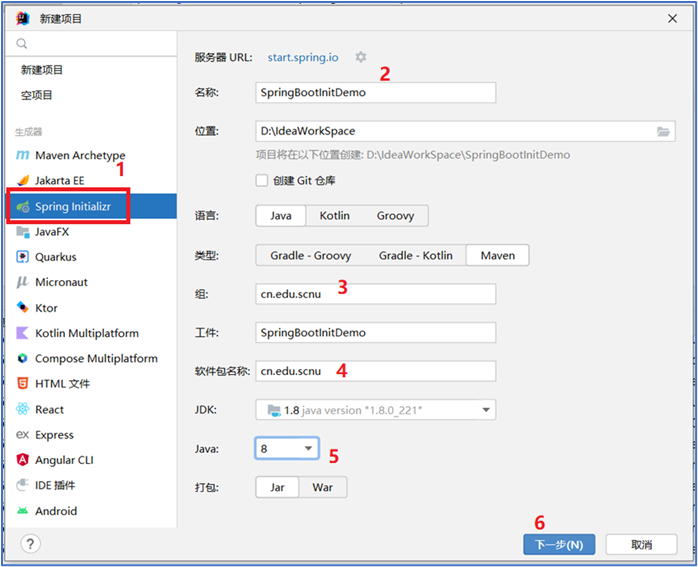 新建项目
新建项目
空项目
生成器
Maven Archetype
1
Jakarta EE
Spring Initializr
JavaFX
Quarkus
Micronaut
Ktor
Kotlin Multiplatform
Compose Multiplatform
HTML 文件
React
ex Express
Angular CLI
IDE 插件
Android
服务器 URL: start.spring.io
2
名称: SpringBootInitDemo
位置: D:\IdeaWorkSpace
项目将在以下位置创建: D:\IdeaWorkSpace\SpringBootInitDemo
创建 Git 仓库
语言: Java Kotlin Groovy
类型: Gradle - Groovy Gradle - Kotlin Maven
组: cn.edu.scnu 3
工件: SpringBootInitDemo
软件包名称: cn.edu.scnu 4
JDK: 1.8 java version "1.8.0_221"
Java: 8 5
打包: Jar War
6
? 下一步(N) 取消